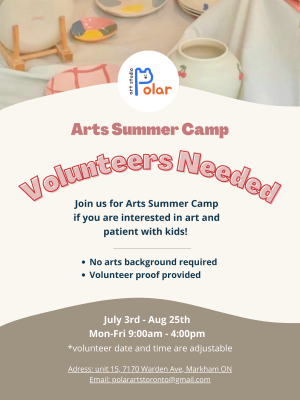 art studio
Polar
Arts Summer Camp
Volunteers Needed
Join us for Arts Summer Camp
if you are interested in art and
patient with kids!
• No arts background required
• Volunteer proof provided
July 3rd - Aug 25th
Mon-Fri 9:00am - 4:00pm
*volunteer date and time are adjustable
Adress: unit 15, 7170 Warden Ave, Markham ON
Email: polarartstoronto@gmail.com